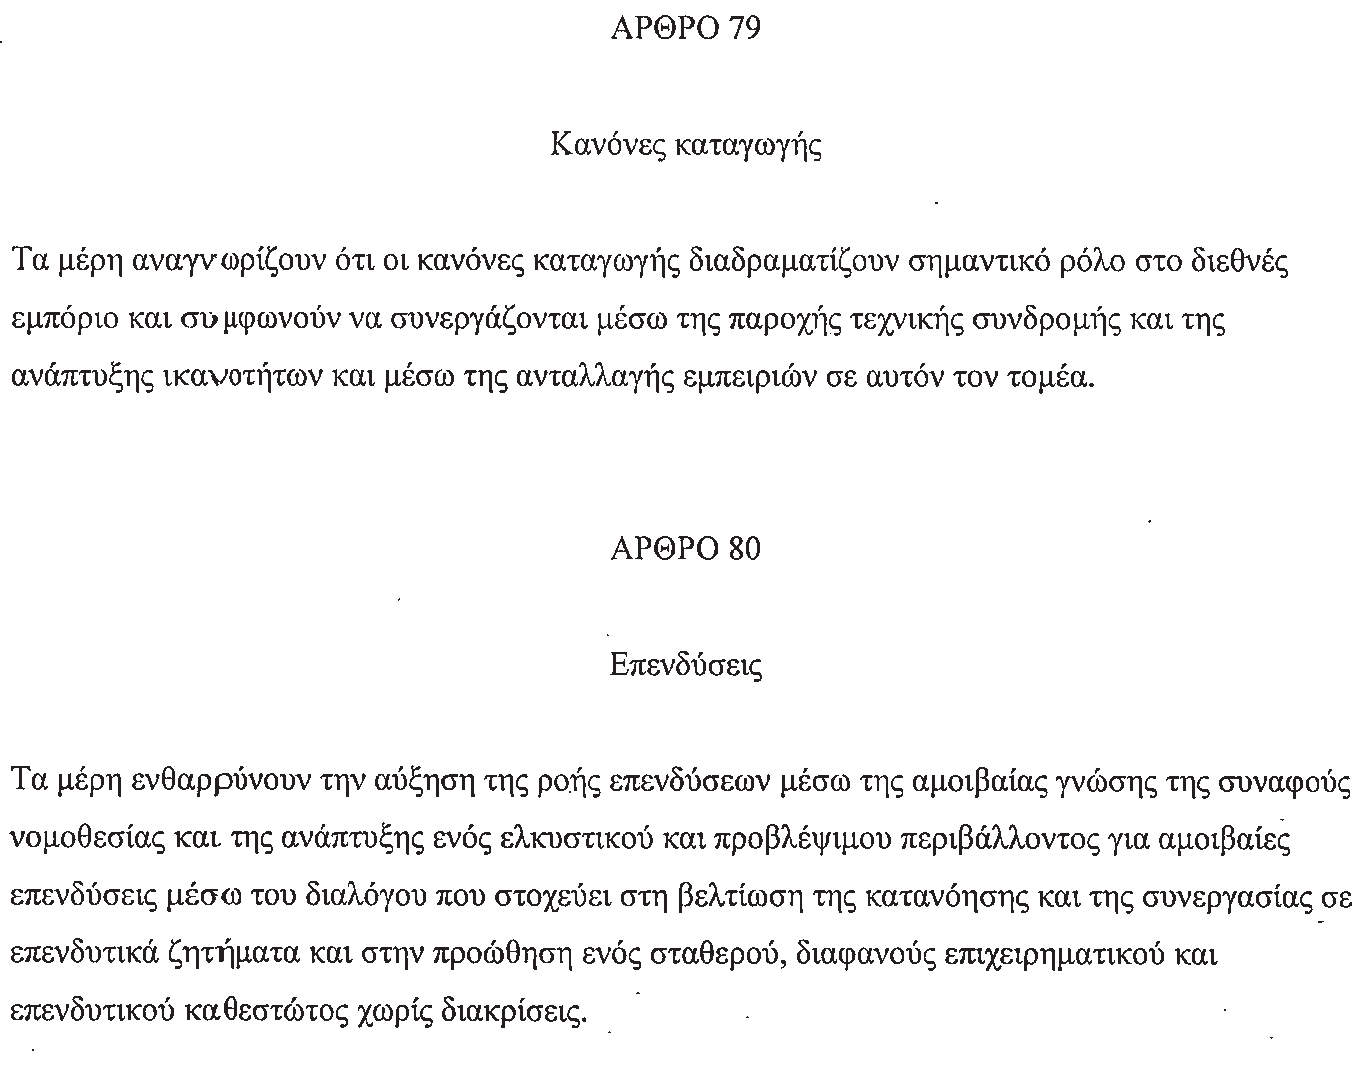 ΑΡΘΡΟ 79
Κανόνες καταγωγής
Τα μέρη αναγνωρίζουν ότι οι κανόνες καταγωγής διαδραματίζουν σημαντικό ρόλο στο διεθνές
εμπόριο και συμφωνούν να συνεργάζονται μέσω της παροχής τεχνικής συνδρομής και της
ανάπτυξης ικανοτήτων και μέσω της ανταλλαγής εμπειριών σε αυτόν τον τομέα.
ΑΡΘΡΟ 80
Επενδύσεις
Τα μέρη ενθαρρύνουν την αύξηση της ροής επενδύσεων μέσω της αμοιβαίας γνώσης της συναφούς
νομοθεσίας και της ανάπτυξης ενός ελκυστικού και προβλέψιμου περιβάλλοντος για αμοιβαίες
επενδύσεις μέσω του διαλόγου που στοχεύει στη βελτίωση της κατανόησης και της συνεργασίας σε
επενδυτικά ζητήματα και στην προώθηση ενός σταθερού, διαφανούς επιχειρηματικού και
επενδυτικού καθεστώτος χωρίς διακρίσεις.